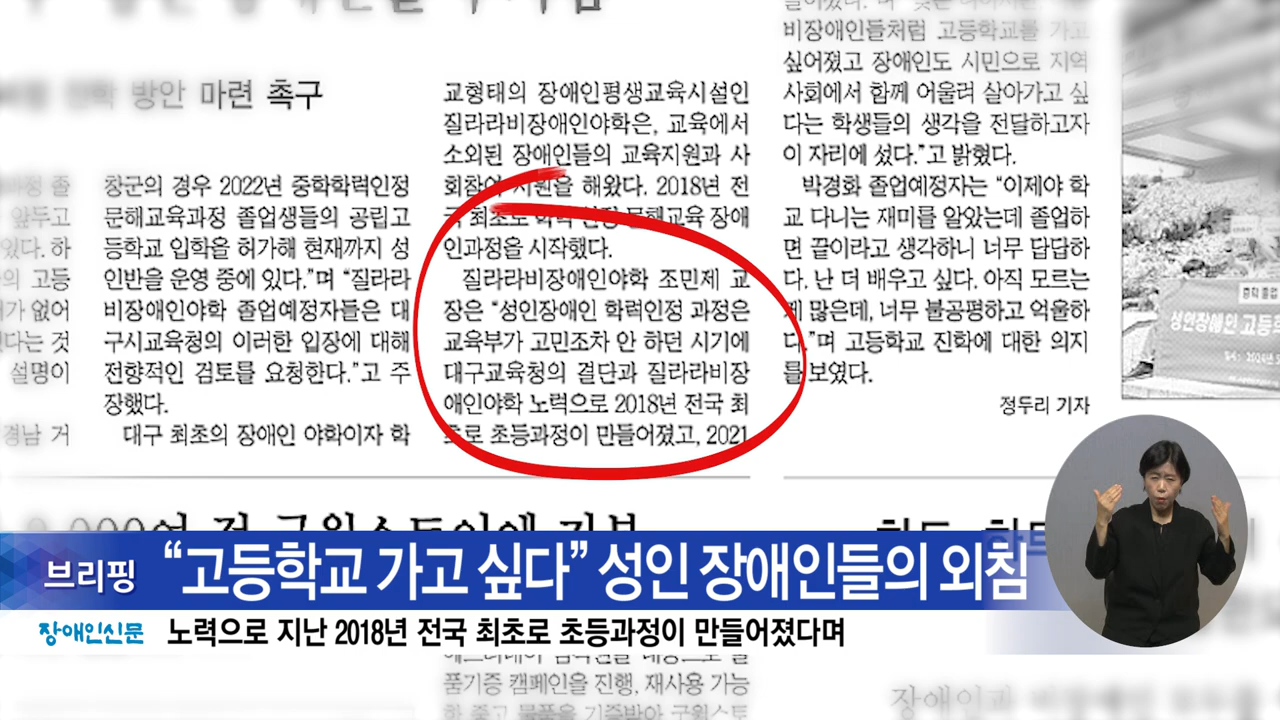 방안 마련 촉구
창군의 경우 2022년 중학학력인정
문해교육과정 졸업생들의 공립고
등학교 입학을 허가해 현재까지 성
인반을 운영 중에 있다.”며 “질라라
비장애인야학 졸업예정자들은 대
구시교육청의 이러한 입장에 대해
전향적인 검토를 요청한다.”고 주
장했다.
대구 최초의 장애인 야학이자 학
교형태의 장애인평생교육시설인
질라라비장애인야학은, 교육에서
소외된 장애인들의 교육지원과 사
회참여 지원을 해왔다. 2018년 전
국 최초로 학력 인정 문해교육 장애
인과정을 시작했다.
질라라비장애인야학 조민제 교
장은 “성인장애인 학력인정 과정은
교육부가 고민조차 안 하던 시기에
대구교육청의 결단과 질라라비장
애인야학 노력으로 2018년 전국 최
초로 초등과정이 만들어졌고, 2021
비장애인들처럼 고등학교를 가고
싶어졌고 장애인도 시민으로 지역
사회에서 함께 어울려 살아가고 싶
다는 학생들의 생각을 전달하고자
이 자리에 섰다.”고 밝혔다.
박경화 졸업예정자는 “이제야 학
교 다니는 재미를 알았는데 졸업하
면 끝이라고 생각하니 너무 답답하
다. 난 더 배우고 싶다. 아직 모르는
게 많은데, 너무 불공평하고 억울하
다.”며 고등학교 진학에 대한 의지
를 보였다.
정두리 기자
성인장애인 고등
브리핑 “고등학교 가고 싶다” 성인 장애인들의 외침
장애인신문 노력으로 지난 2018년 전국 최초로 초등과정이 만들어졌다며
품기증 캠페인을 진행, 재사용 가능